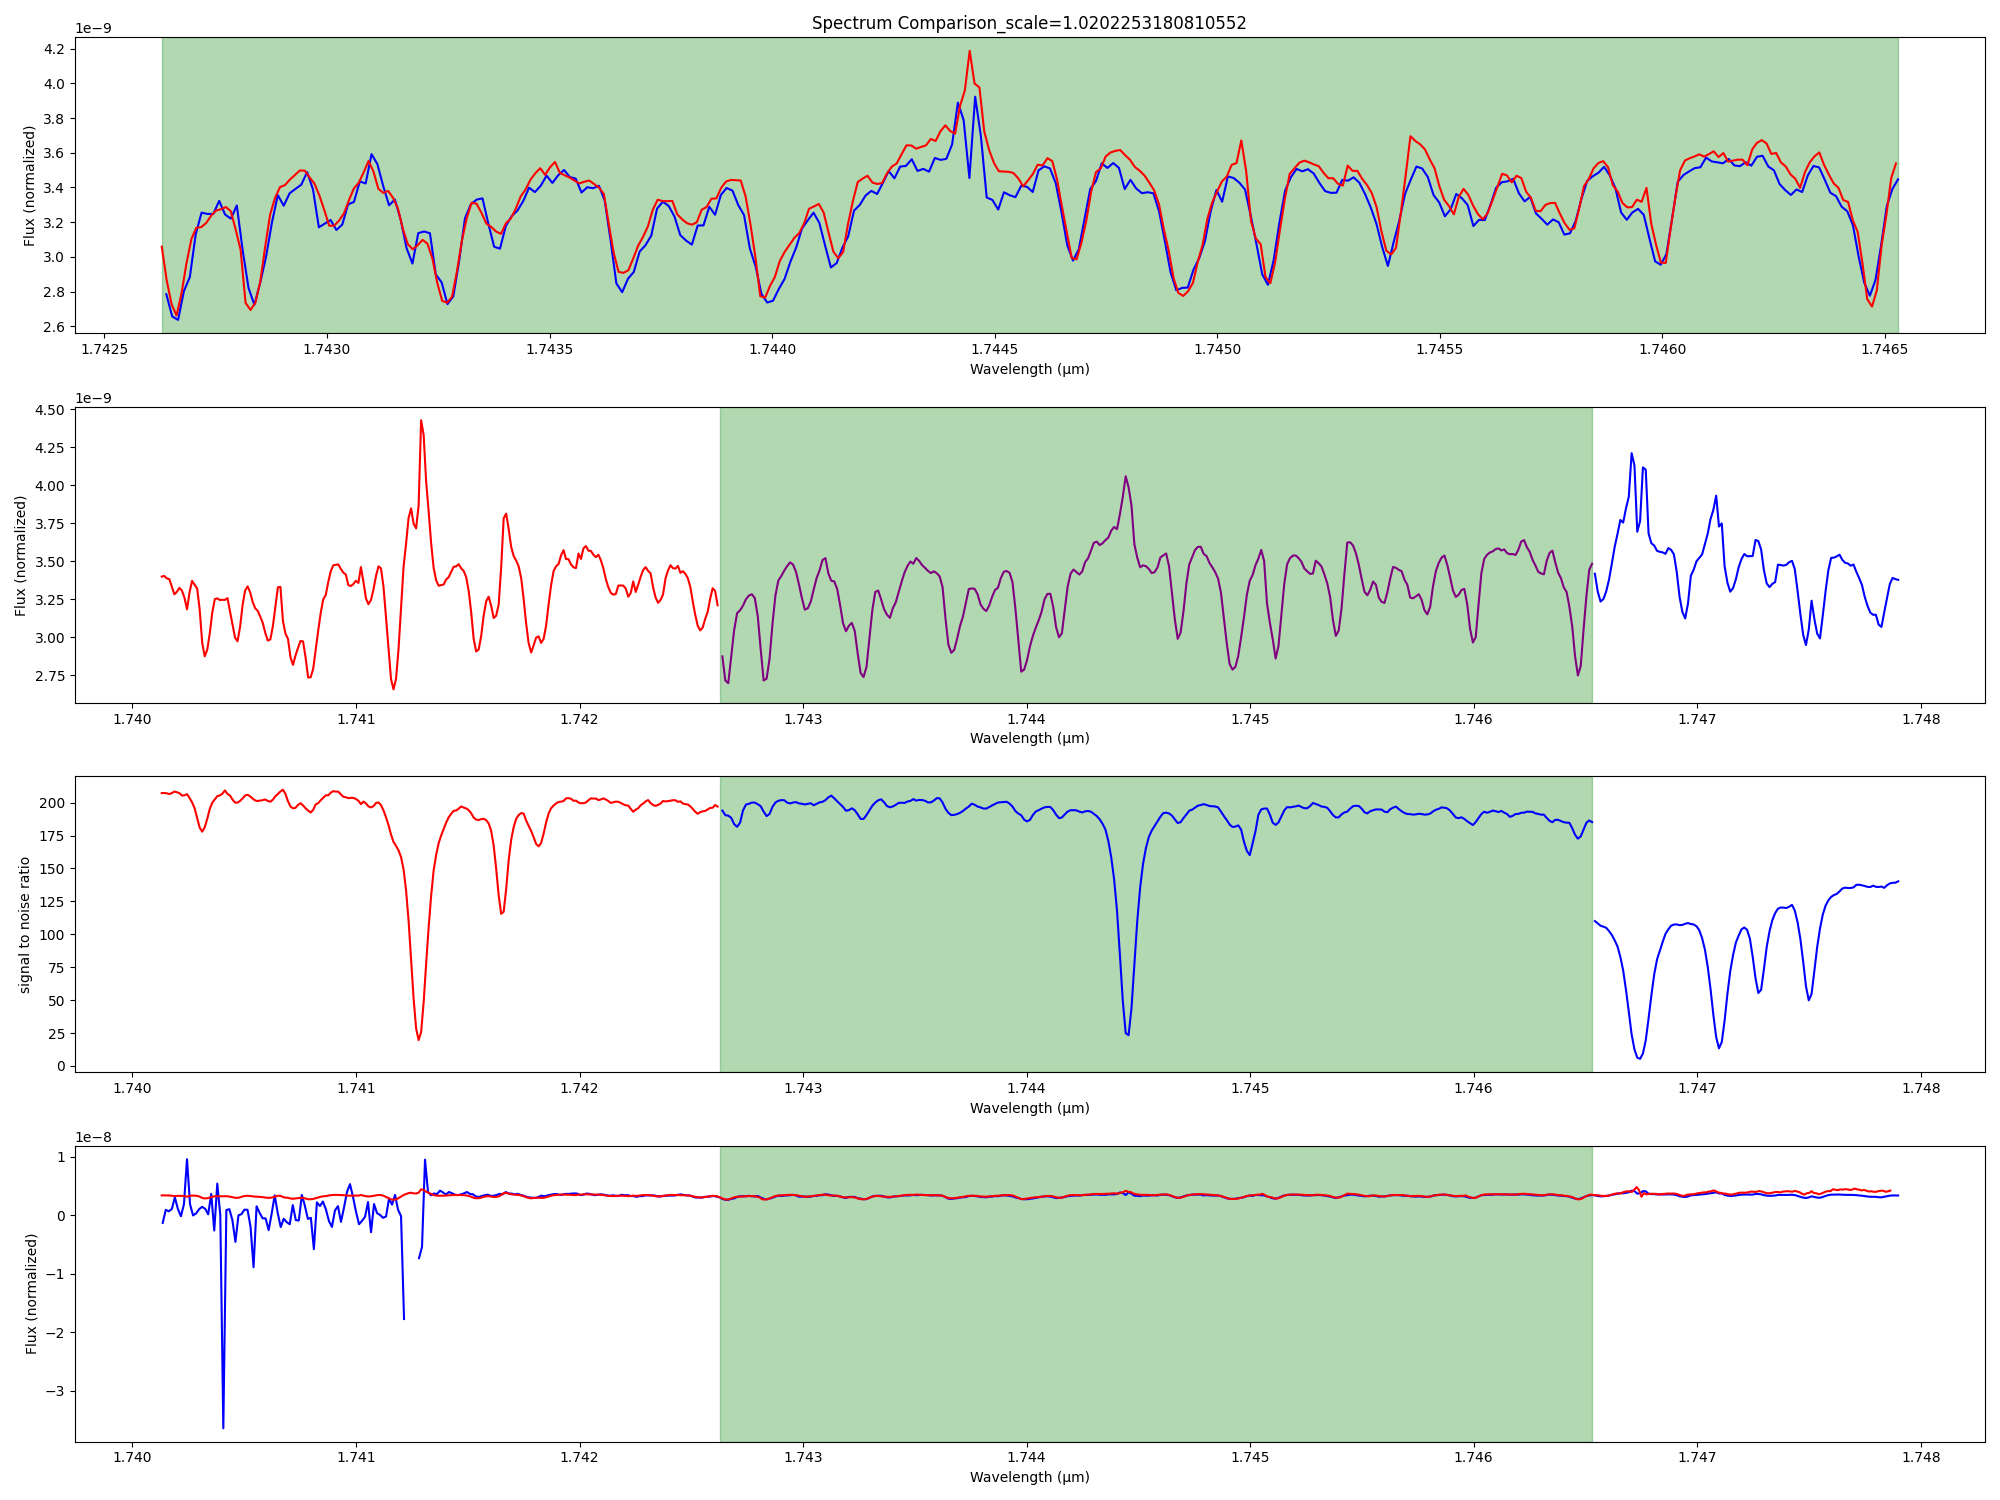 Spectrum Comparison_scale=1.0202253180810552
1e−9
4.2
4.0
3.8
3.6
3.4
3.2
3.0
2.8
2.6
Flux (normalized)
1.7425 1.7430 1.7435 1.7440 1.7445 1.7450 1.7455 1.7460 1.7465
Wavelength (μm)
1e−9
4.50
4.25
4.00
3.75
3.50
3.25
3.00
2.75
Flux (normalized)
1.740 1.741 1.742 1.743 1.744 1.745 1.746 1.747 1.748
Wavelength (μm)
200
175
150
125
100
75
50
25
0
signal to noise ratio
1.740 1.741 1.742 1.743 1.744 1.745 1.746 1.747 1.748
Wavelength (μm)
1e−8
1
0
−1
−2
−3
Flux (normalized)
1.740 1.741 1.742 1.743 1.744 1.745 1.746 1.747 1.748
Wavelength (μm)